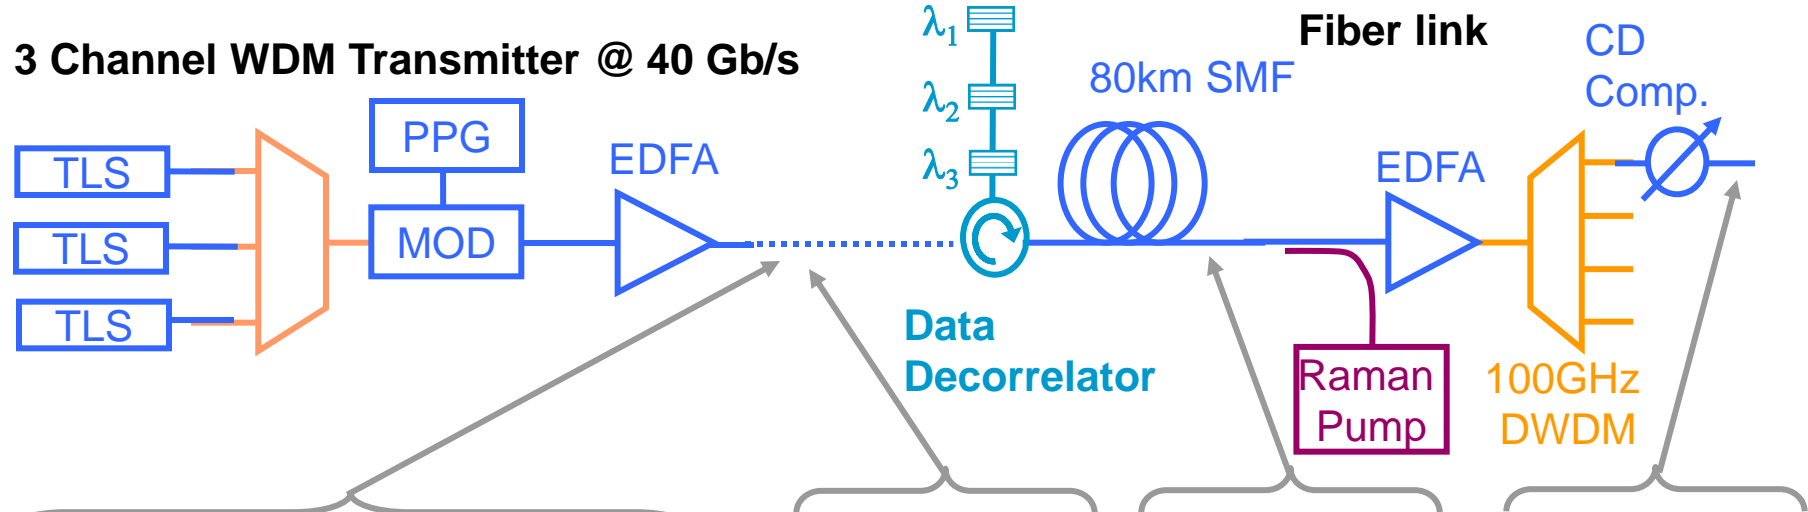 3 Channel WDM Transmitter @ 40 Gb/s
TLS
TLS
TLS
PPG
MOD
EDFA
λ1
λ2
λ3
Data
Decorrelator
Fiber link
80km SMF
Raman
Pump
EDFA
100GHz
DWDM
CD
Comp.